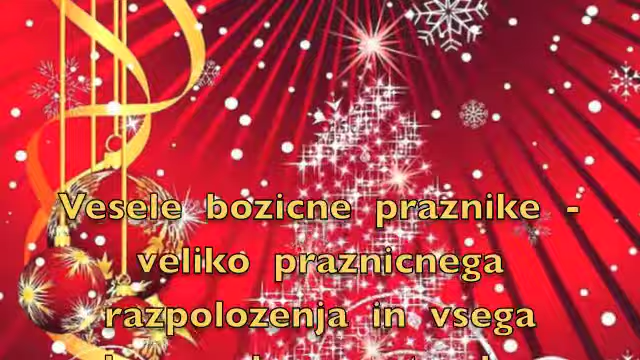 Vesele bozicne praznike -
veliko praznicnega
razpolozenja in vsega